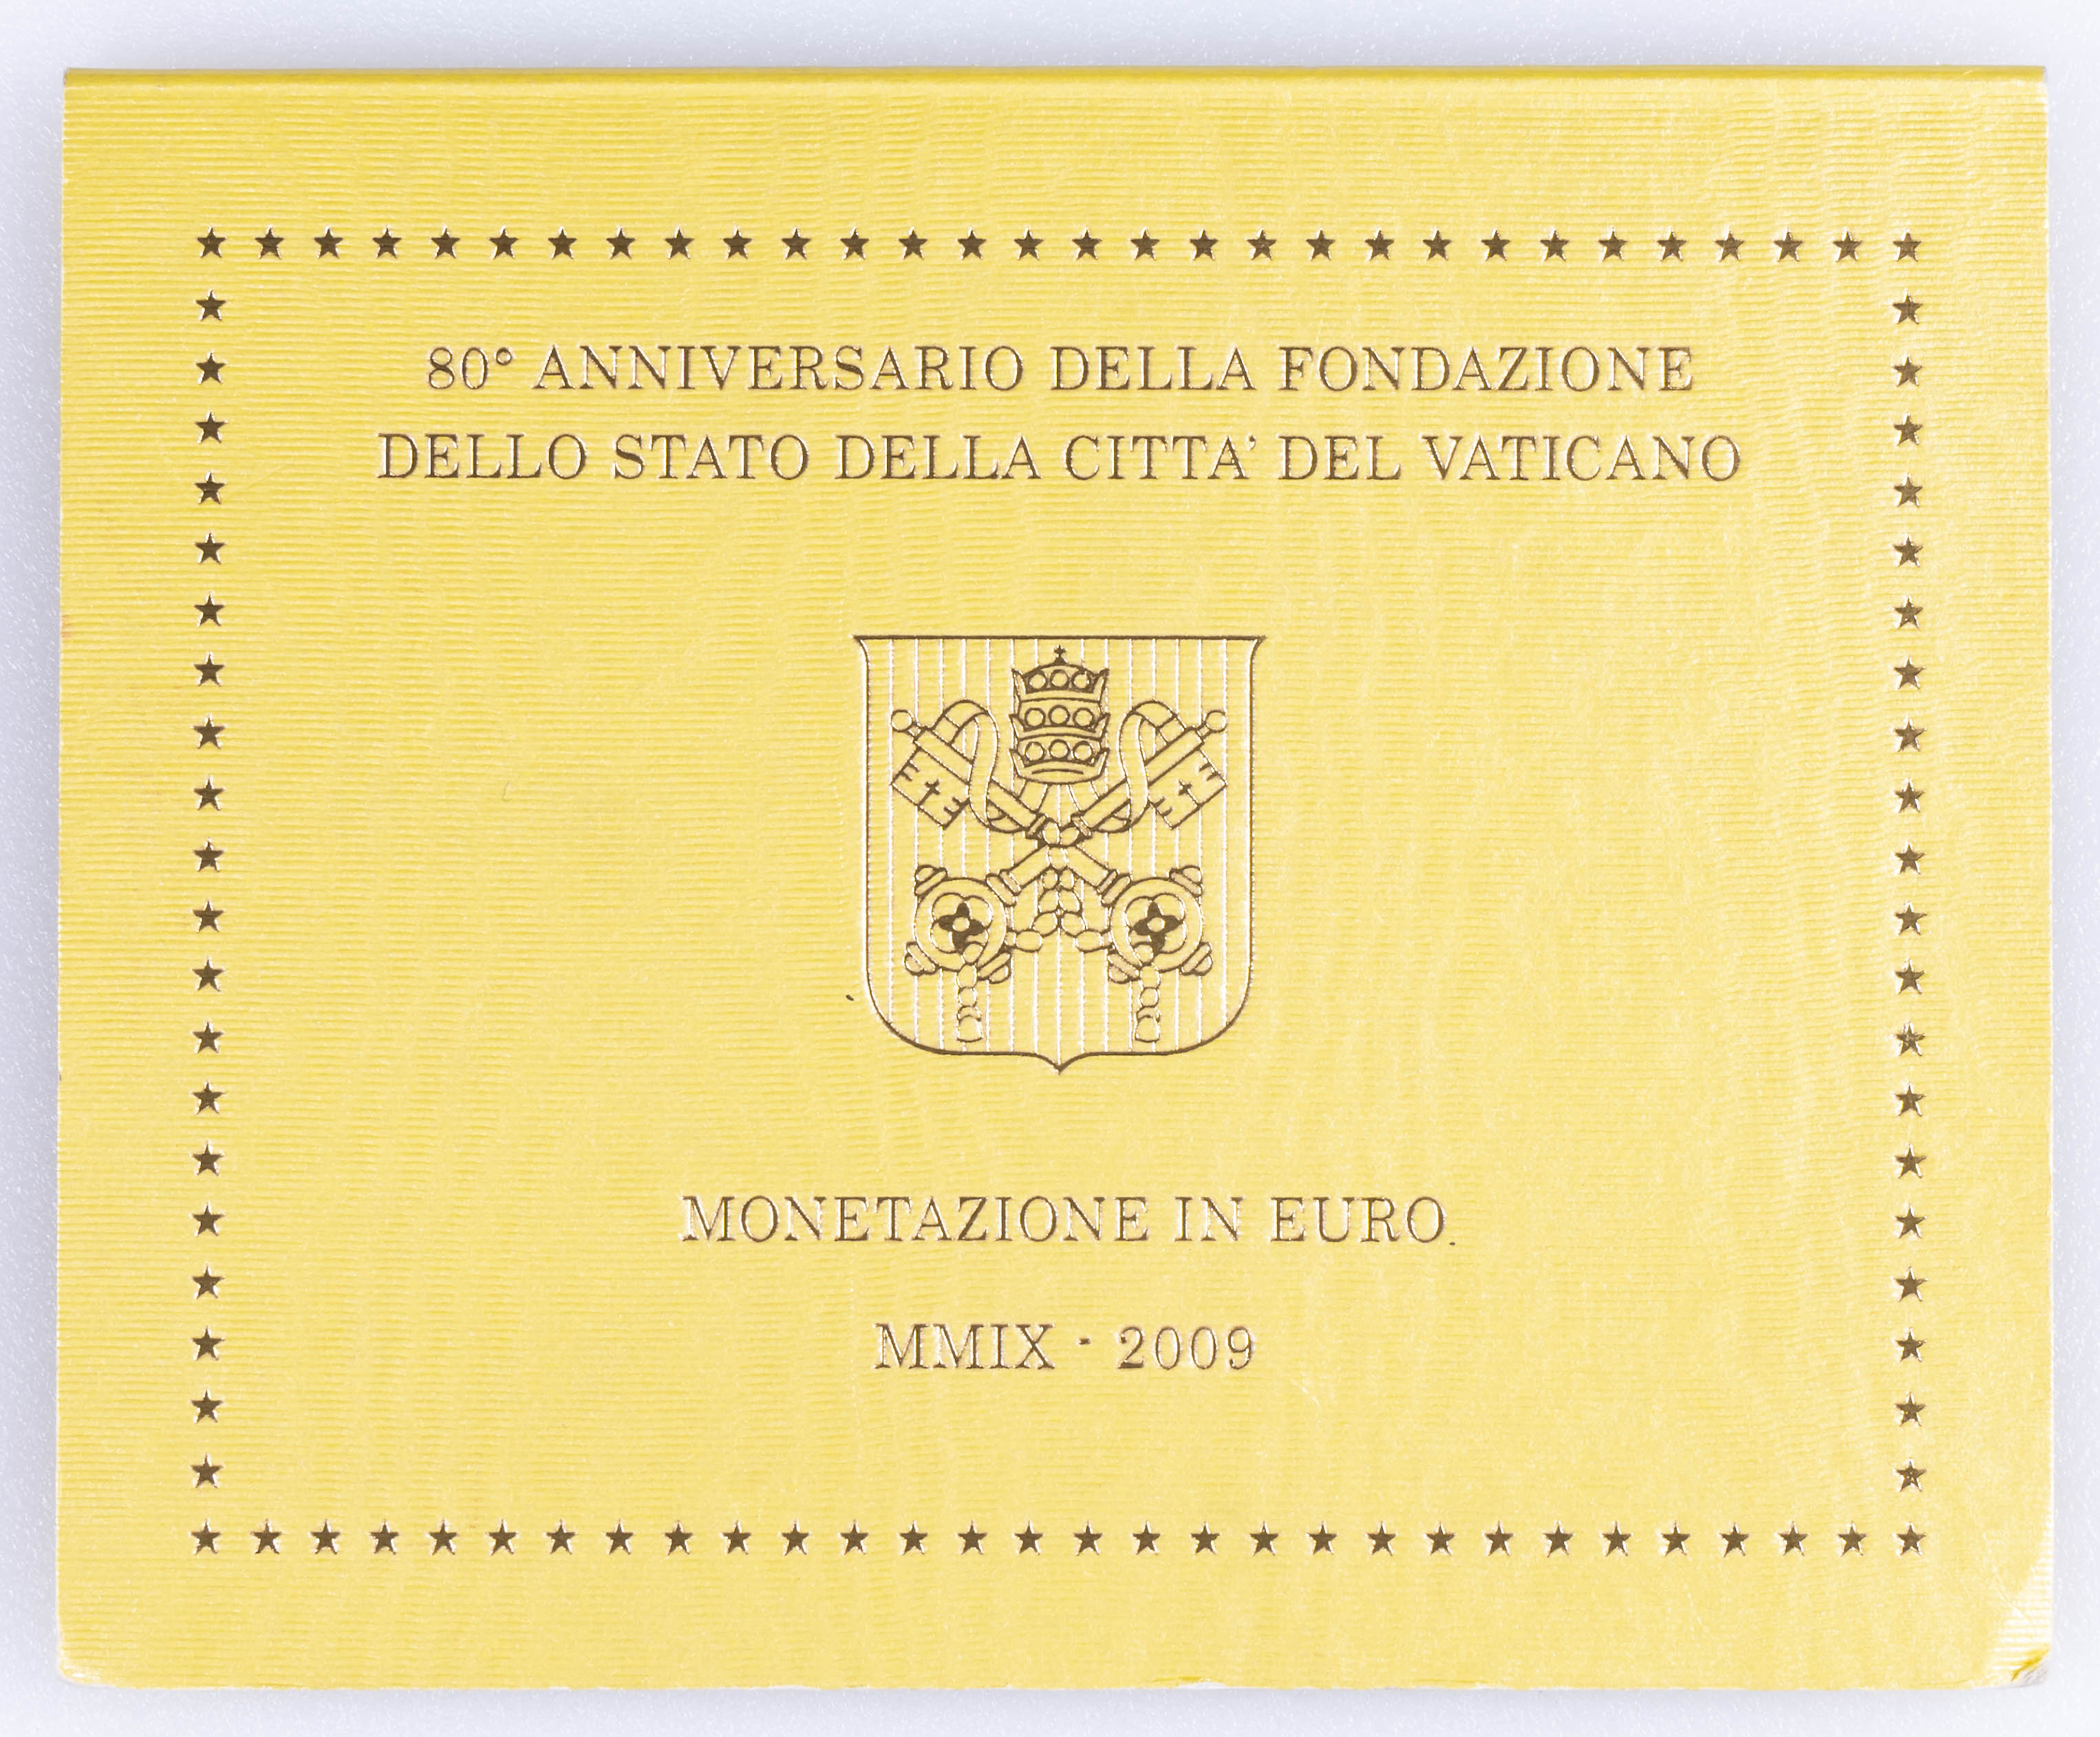 80° ANNIVERSARIO DELLA FONDAZIONE
DELLO STATO DELLA CITTA' DEL VATICANO
MONETAZIONE IN EURO
MMIX - 2009